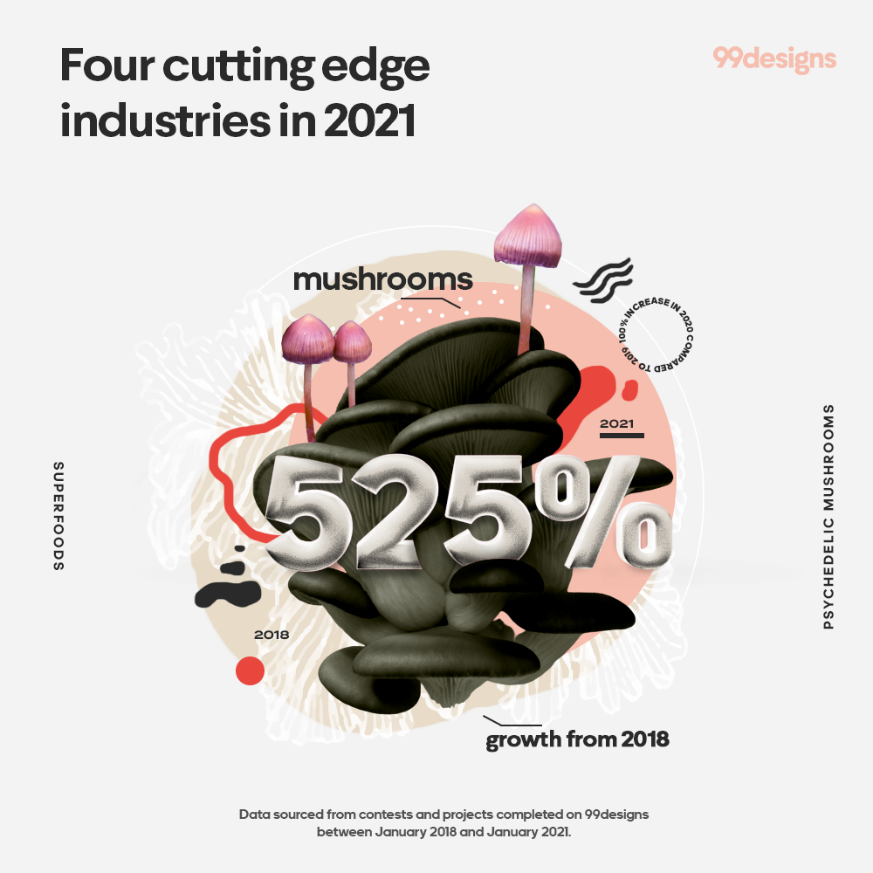 Four cutting edge
industries in 2021
99designs
mushrooms
100% INCREASE IN 2020 COMPARED TO 2019
2021
525%
SUPERFOODS
PSYCHEDELIC MUSHROOMS
2018
growth from 2018
Data sourced from contests and projects completed on 99designs
between January 2018 and January 2021.